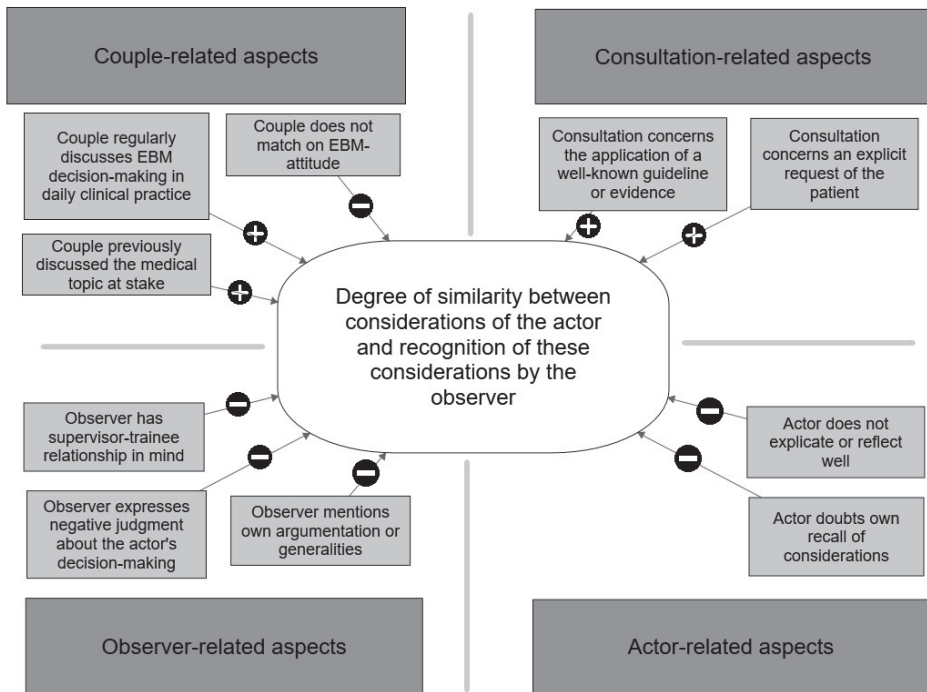 Couple-related aspects
Consultation-related aspects
Couple regularly
discusses EBM
decision-making in
daily clinical practice
Couple does not
match on EBM-
attitude
Consultation concerns
the application of a
well-known guideline
or evidence
Consultation
concerns an explicit
request of the
patient
Couple previously
discussed the medical
topic at stake
Degree of similarity between
considerations of the actor
and recognition of these
considerations by the
observer
Observer has
supervisor-trainee
relationship in mind
Observer expresses
negative judgment
about the actor's
decision-making
Observer mentions
own argumentation or
generalities
Actor does not
explicate or reflect
well
Actor doubts own
recall of
considerations
Observer-related aspects
Actor-related aspects